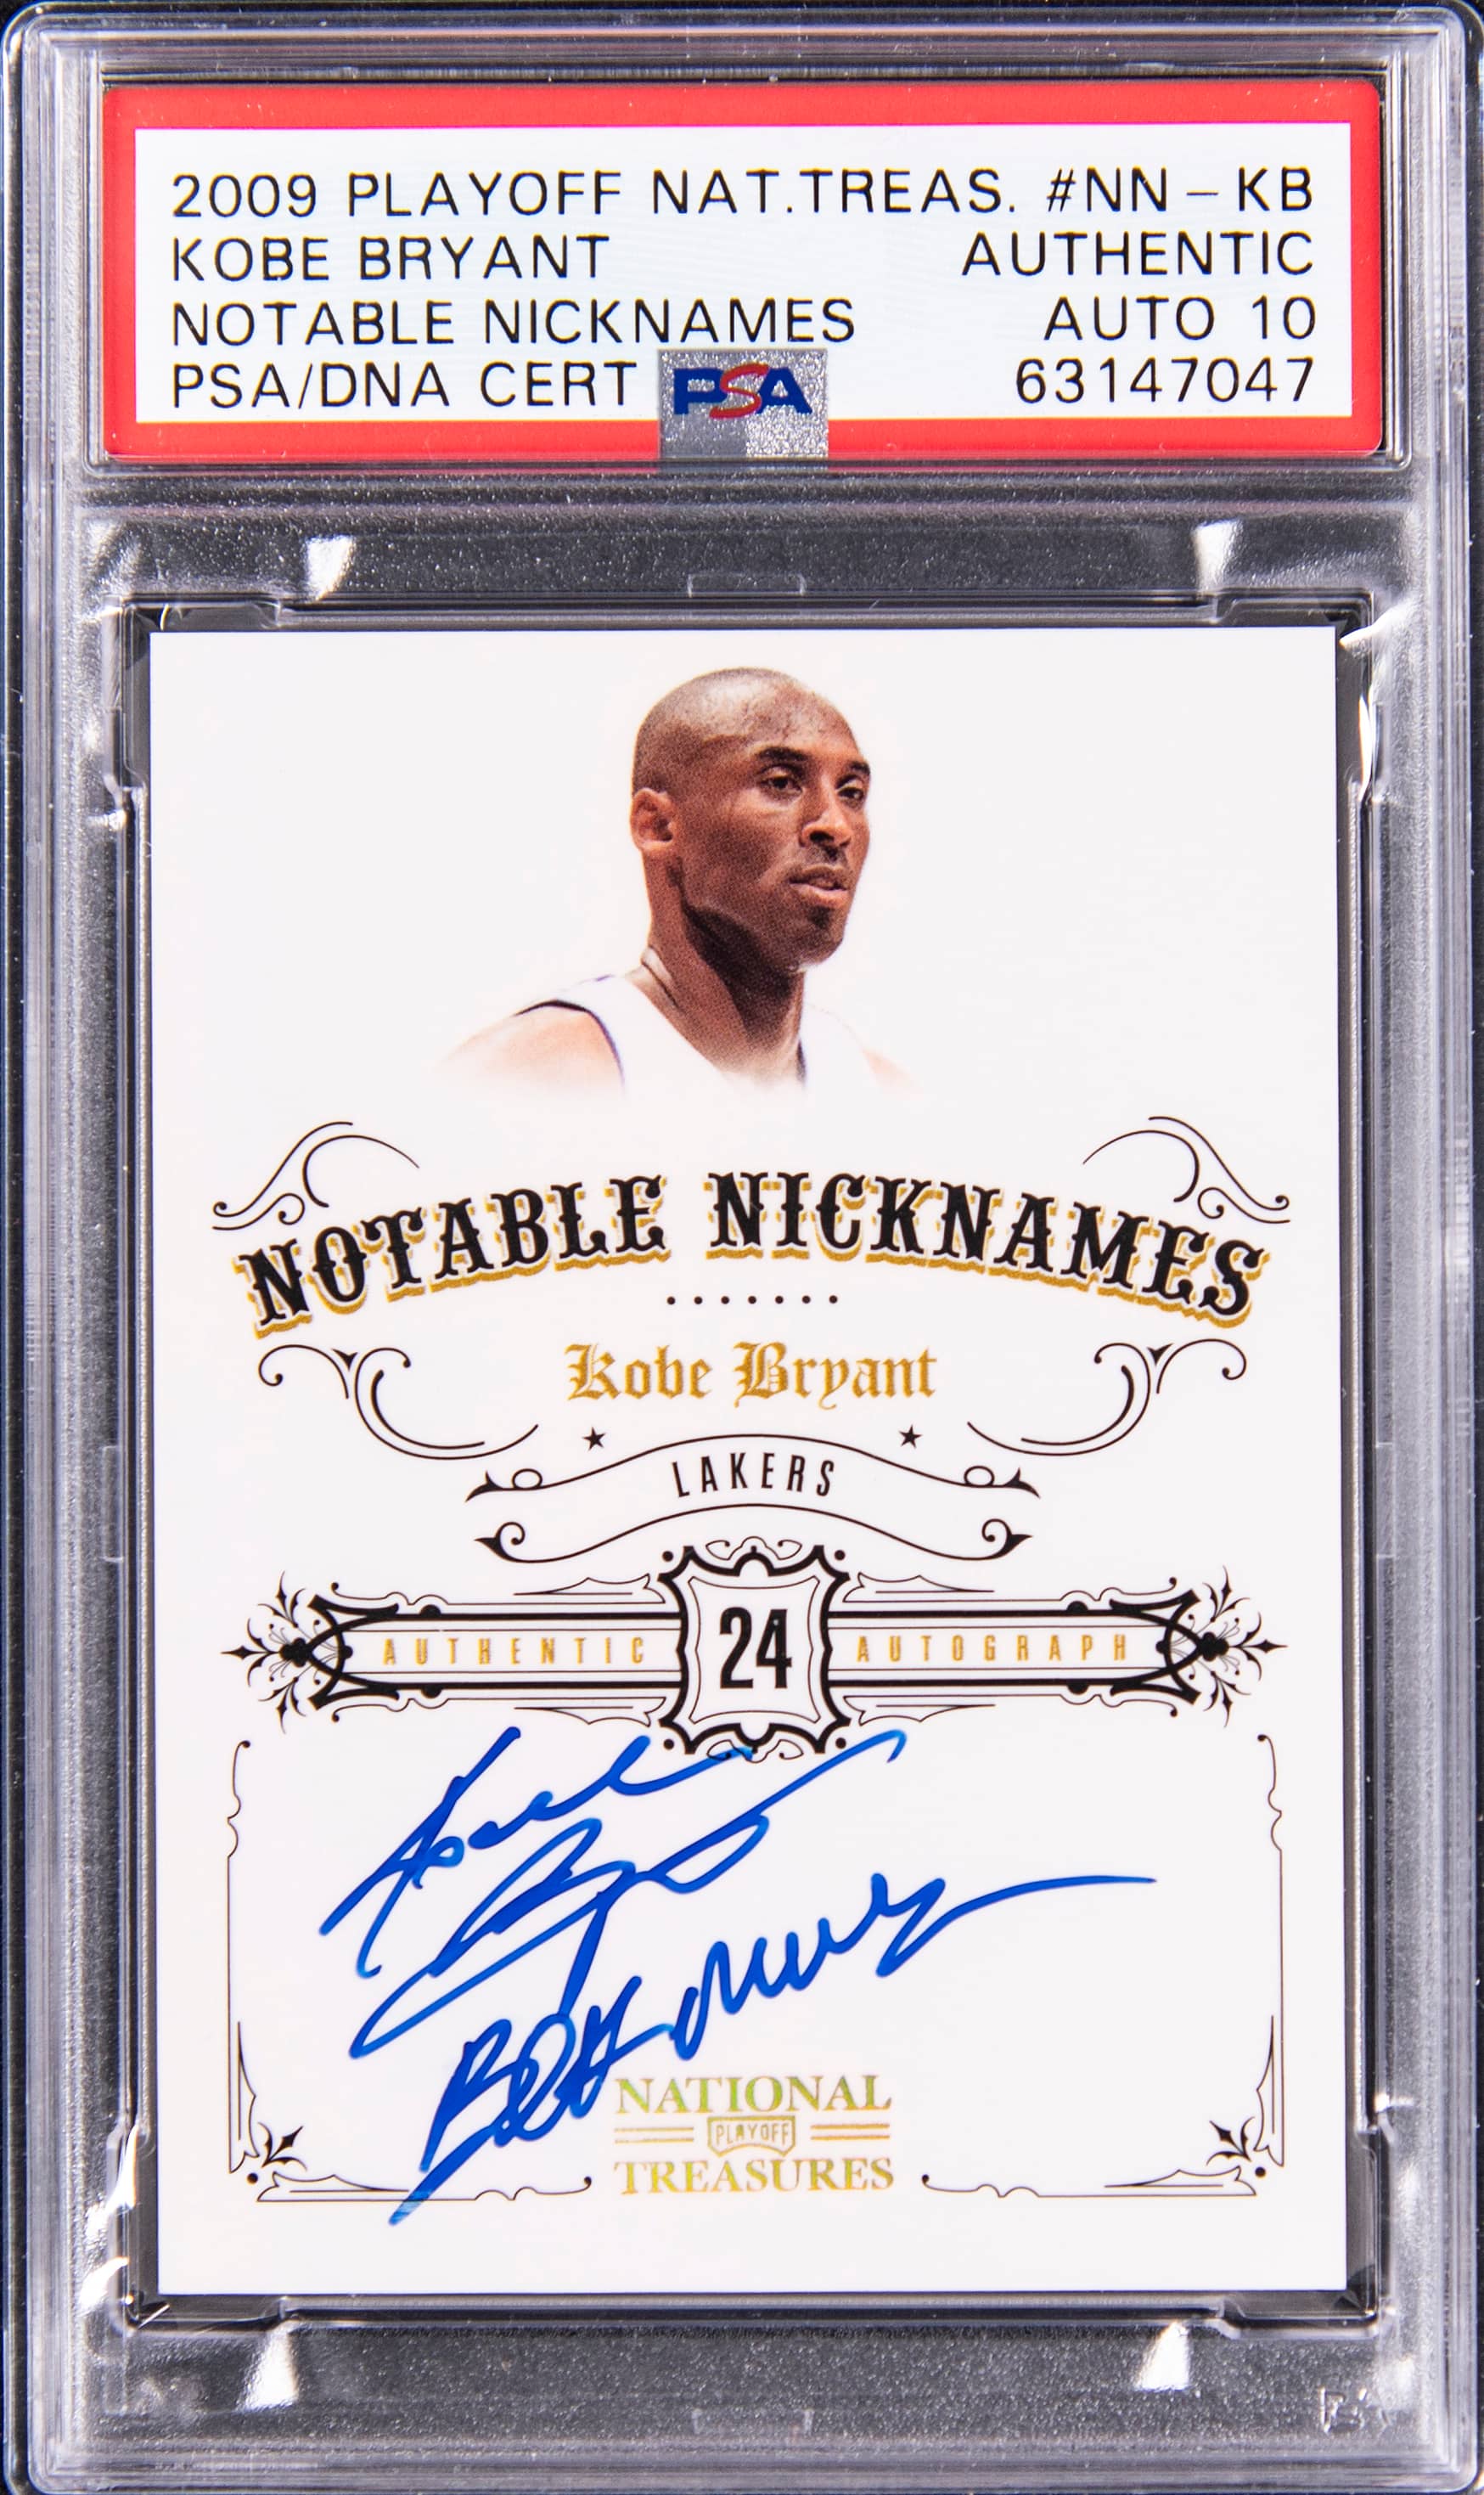 2009 PLAYOFF NAT.TREAS. #NN-KB
KOBE BRYANT AUTHENTIC
NOTABLE NICKNAMES AUTO 10
PSA/DNA CERT PSA 63147047
NOTABLE NICKNAMES
Kobe Bryant
LAKERS
AUTHENTIC 24 AUTOGRAPH
NATIONAL
PLAYOFF
TREASURES